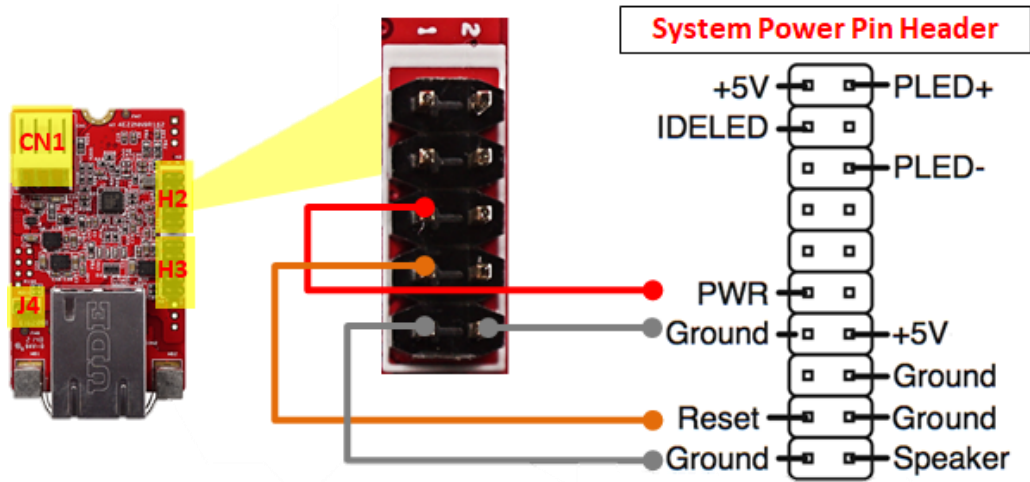 System Power Pin Header
1 2
+5V PLED+
IDELED
PLED-
PWR
Ground +5V
Ground
Reset Ground
Ground Speaker
CN1
H2
H3
J4
UDE